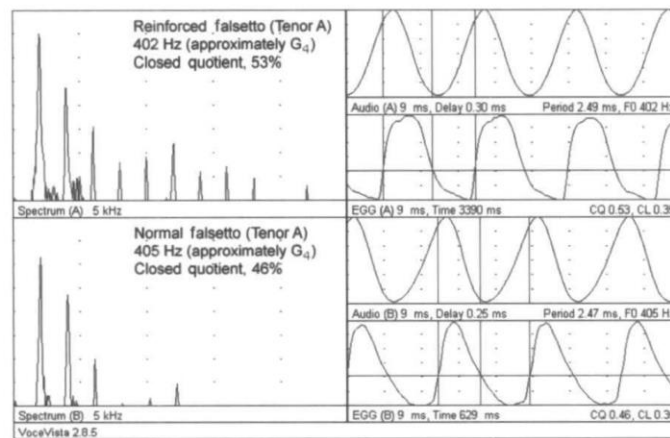 Reinforced falsetto (Tenor A)
402 Hz (approximately G4)
Closed quotient, 53%
Spectrum (A) 5 kHz
Audio (A) 9 ms, Delay 0.30 ms Period 2.49 ms, F0 402 H
EGG (A) 9 ms, Time 3390 ms CQ 0.53, CL 0.3
Normal falsetto (Tenor A)
405 Hz (approximately G4)
Closed quotient, 46%
Spectrum (B) 5 kHz
Audio (B) 9 ms, Delay 0.25 ms Period 2.47 ms, F0 405 H
EGG (B) 9 ms, Time 629 ms CQ 0.46, CL 0.3
VoceVista 2.8.5